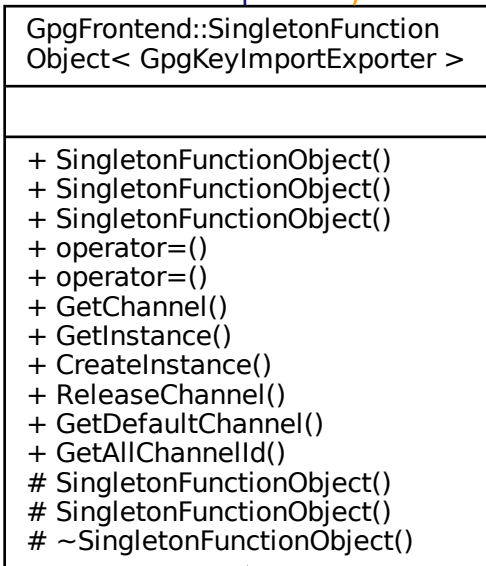 GpgFrontend::SingletonFunction
Object< GpgKeyImportExporter >
+ SingletonFunctionObject()
+ SingletonFunctionObject()
+ SingletonFunctionObject()
+ operator=()
+ operator=()
+ GetChannel()
+ GetInstance()
+ CreateInstance()
+ ReleaseChannel()
+ GetDefaultChannel()
+ GetAllChannelId()
# SingletonFunctionObject()
# SingletonFunctionObject()
# ~SingletonFunctionObject()